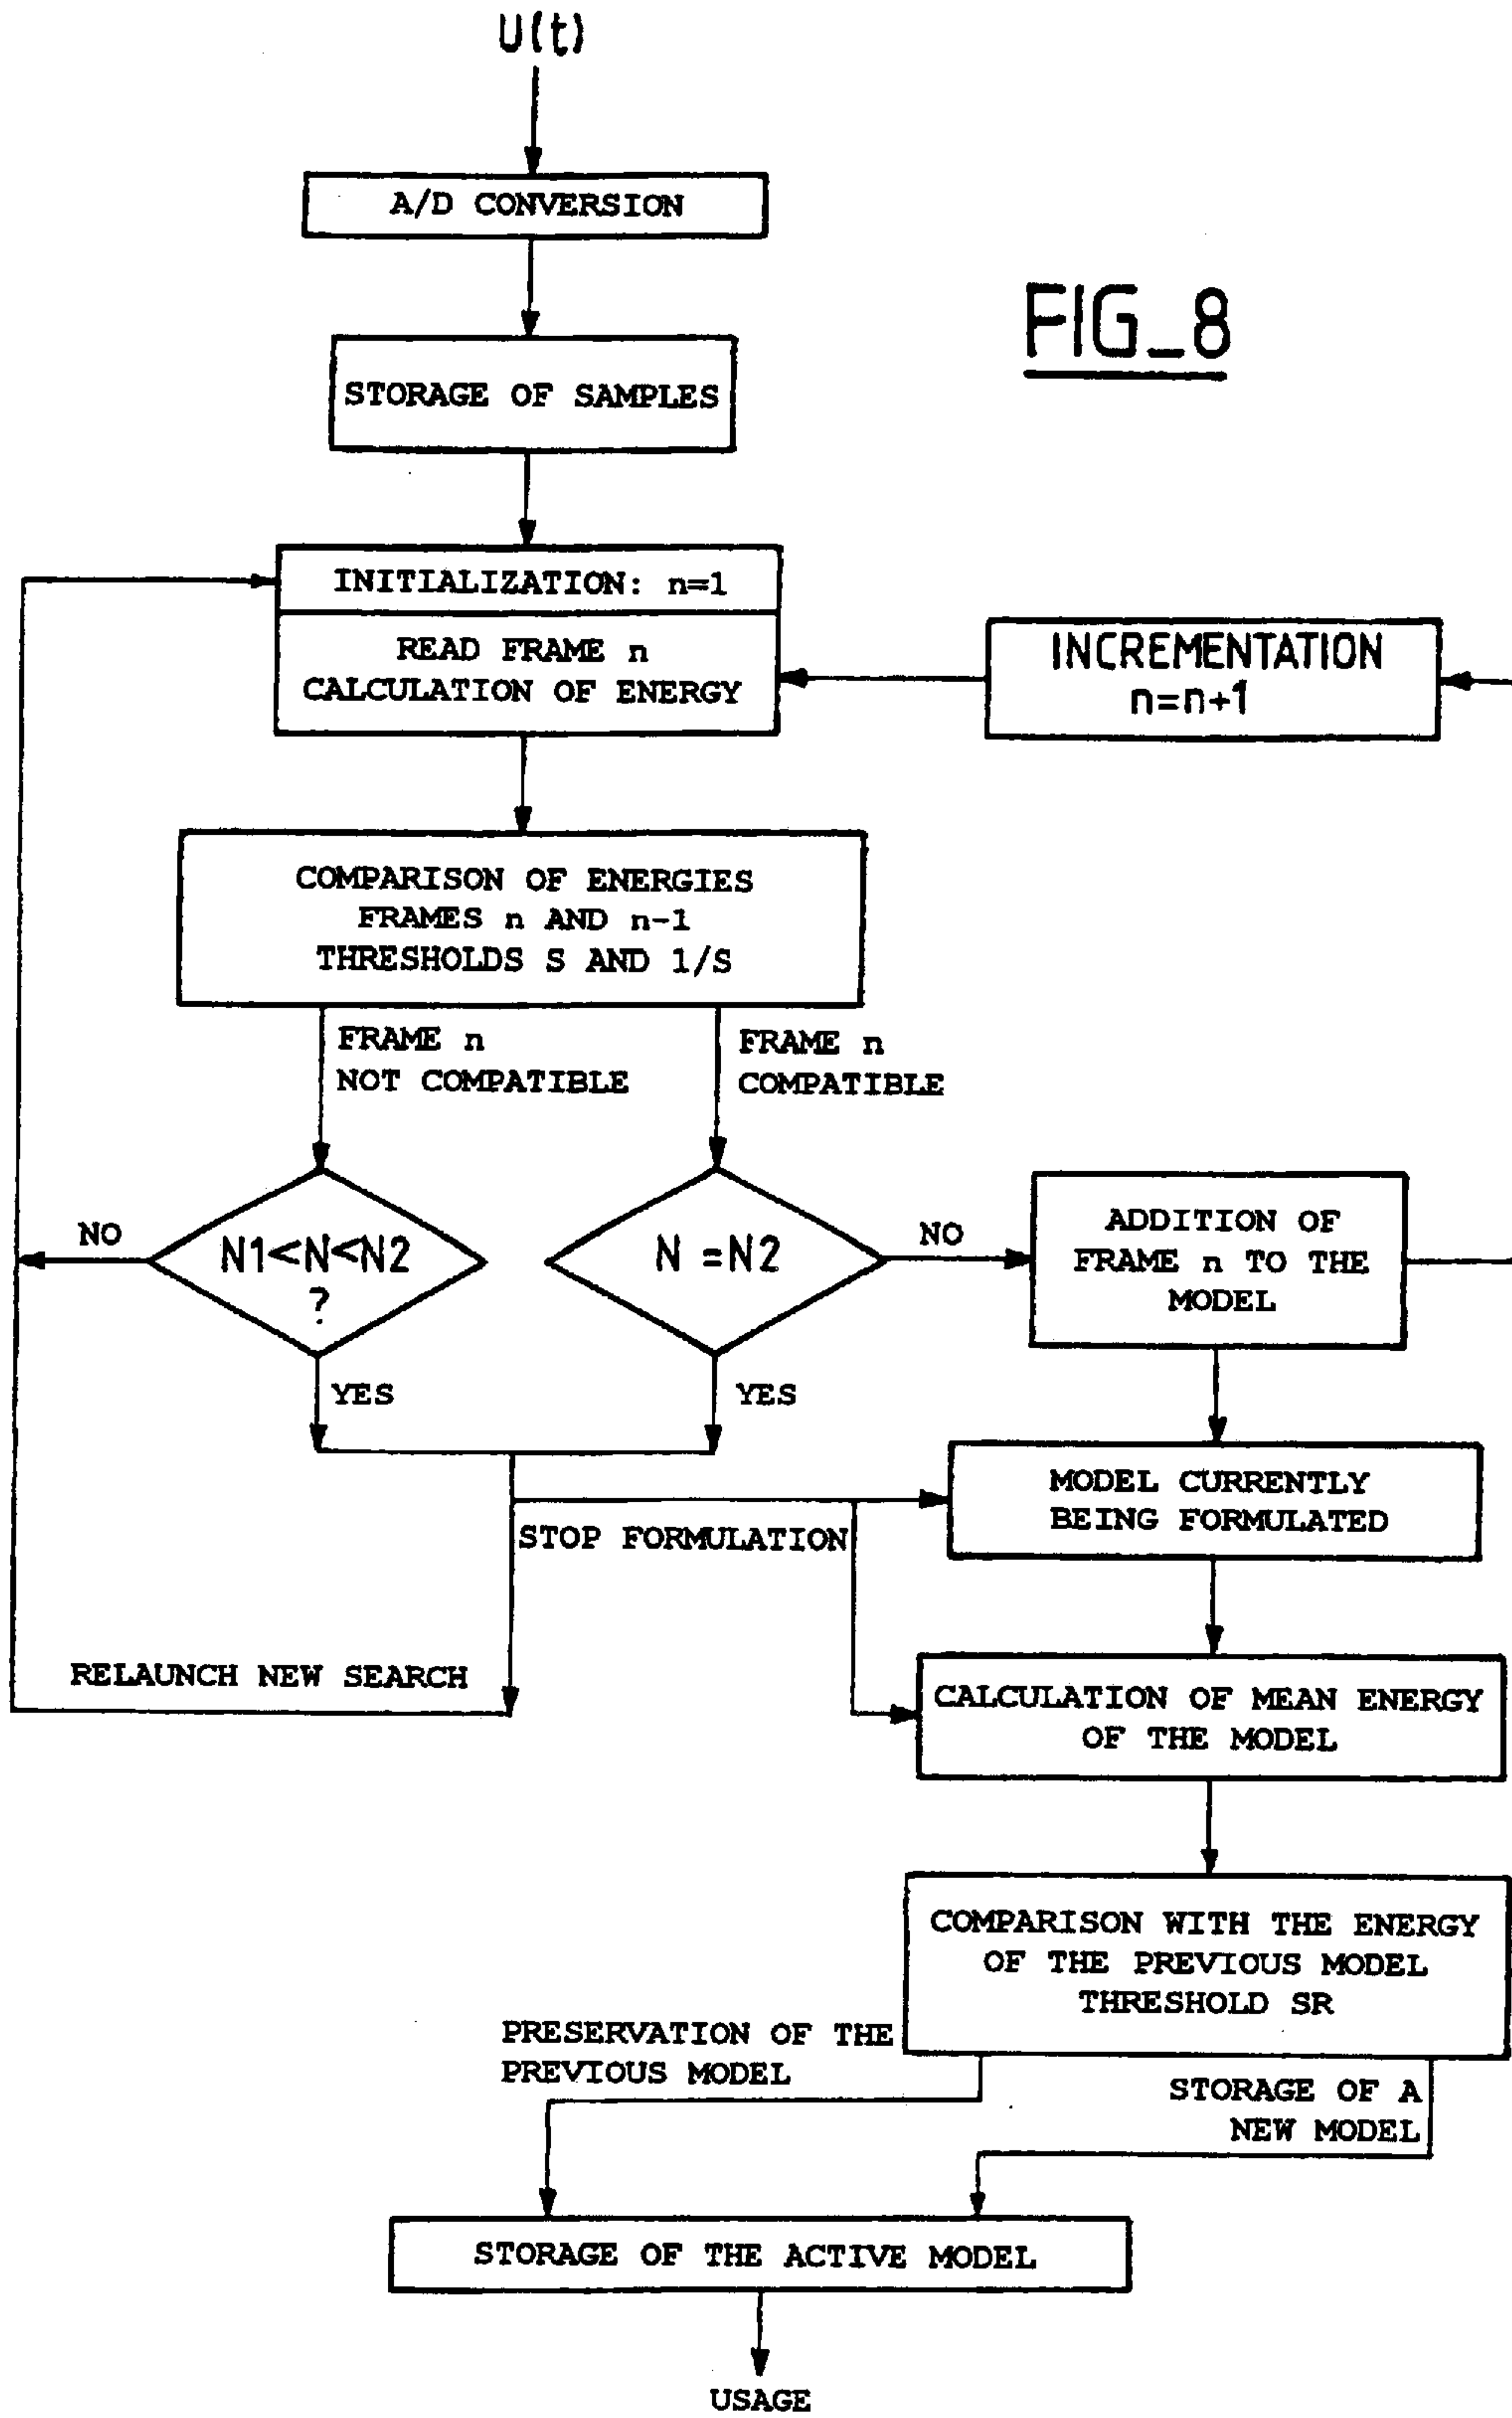 U(t)
A/D CONVERSION
FIG_8
STORAGE OF SAMPLES
INITIALIZATION: n=1
READ FRAME n
CALCULATION OF ENERGY
INCREMENTATION
n=n+1
COMPARISON OF ENERGIES
FRAMES n AND n-1
THRESHOLDS S AND 1/S
FRAME n
NOT COMPATIBLE
FRAME n
COMPATIBLE
NO
N1<N<N2
?
N =N2
NO
ADDITION OF
FRAME n TO THE
MODEL
YES
YES
MODEL CURRENTLY
BEING FORMULATED
STOP FORMULATION
RELAUNCH NEW SEARCH
CALCULATION OF MEAN ENERGY
OF THE MODEL
COMPARISON WITH THE ENERGY
OF THE PREVIOUS MODEL
THRESHOLD SR
PRESERVATION OF THE
PREVIOUS MODEL
STORAGE OF A
NEW MODEL
STORAGE OF THE ACTIVE MODEL
USAGE